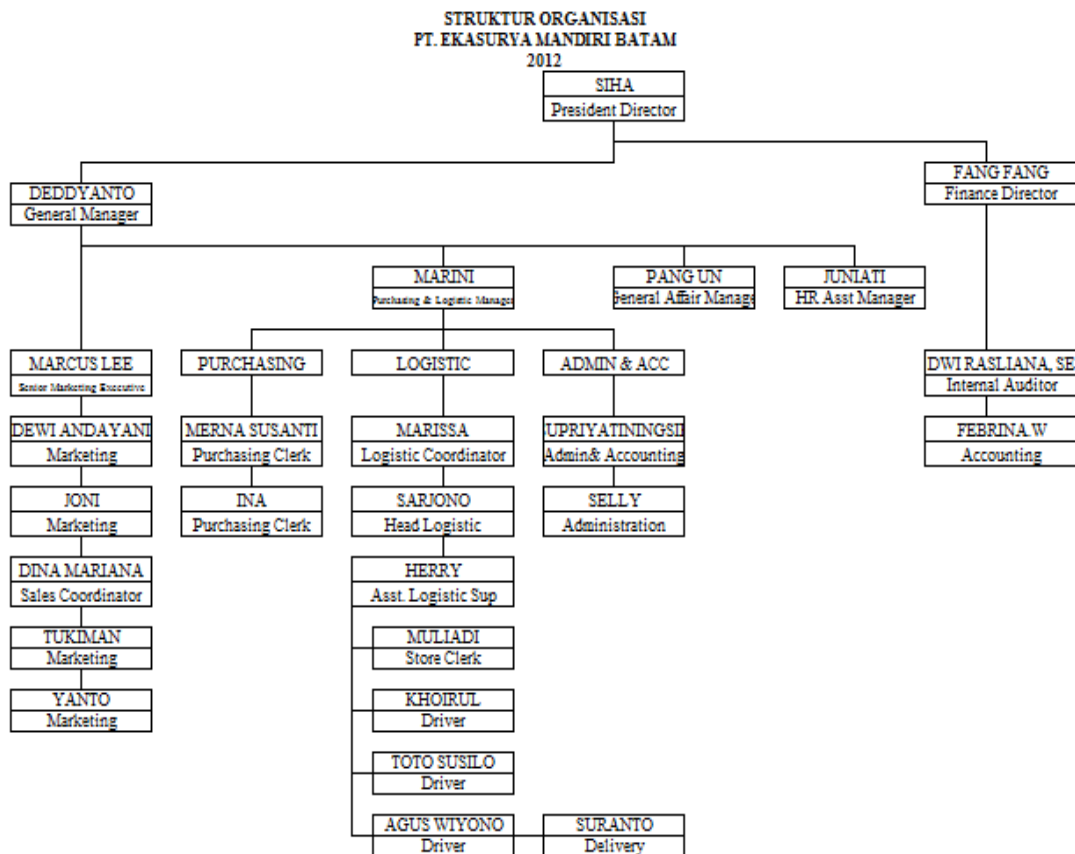 STRUKTUR ORGANISASI
PT. EKASURYA MANDIRI BATAM
2012
SIHA
President Director
DEDDYANTO
General Manager
FANG FANG
Finance Director
MARINI
Purchasing & Logistic Manager
PANG UN
General Affair Manage
JUNIATI
HR Asst Manager
MARCUS LEE
Senior Marketing Executive
PURCHASING
LOGISTIC
ADMIN & ACC
DWI RASLIANA, SE
Internal Auditor
DEWI ANDAYANI
Marketing
MERNA SUSANTI
Purchasing Clerk
MARISSA
Logistic Coordinator
UPRIYATININGSI
Admin& Accounting
FEBRINA.W
Accounting
JONI
Marketing
INA
Purchasing Clerk
SARJONO
Head Logistic
SELLY
Administration
DINA MARIANA
Sales Coordinator
HERRY
Asst. Logistic Sup
TUKIMAN
Marketing
MULIADI
Store Clerk
YANTO
Marketing
KHOIRUL
Driver
TOTO SUSILO
Driver
AGUS WIYONO
Driver
SURANTO
Delivery